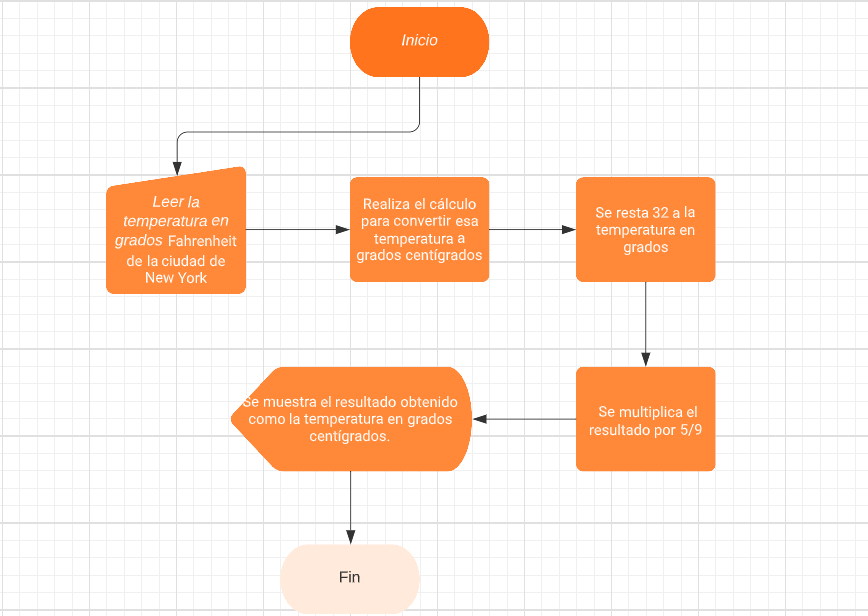 Inicio
Leer la
temperatura en
grados Fahrenheit
de la ciudad de
New York
Realiza el cálculo
para convertir esa
temperatura a
grados centígrados
Se resta 32 a la
temperatura en
grados
Se multiplica el
resultado por 5/9
Se muestra el resultado obtenido
como la temperatura en grados
centígrados.
Fin